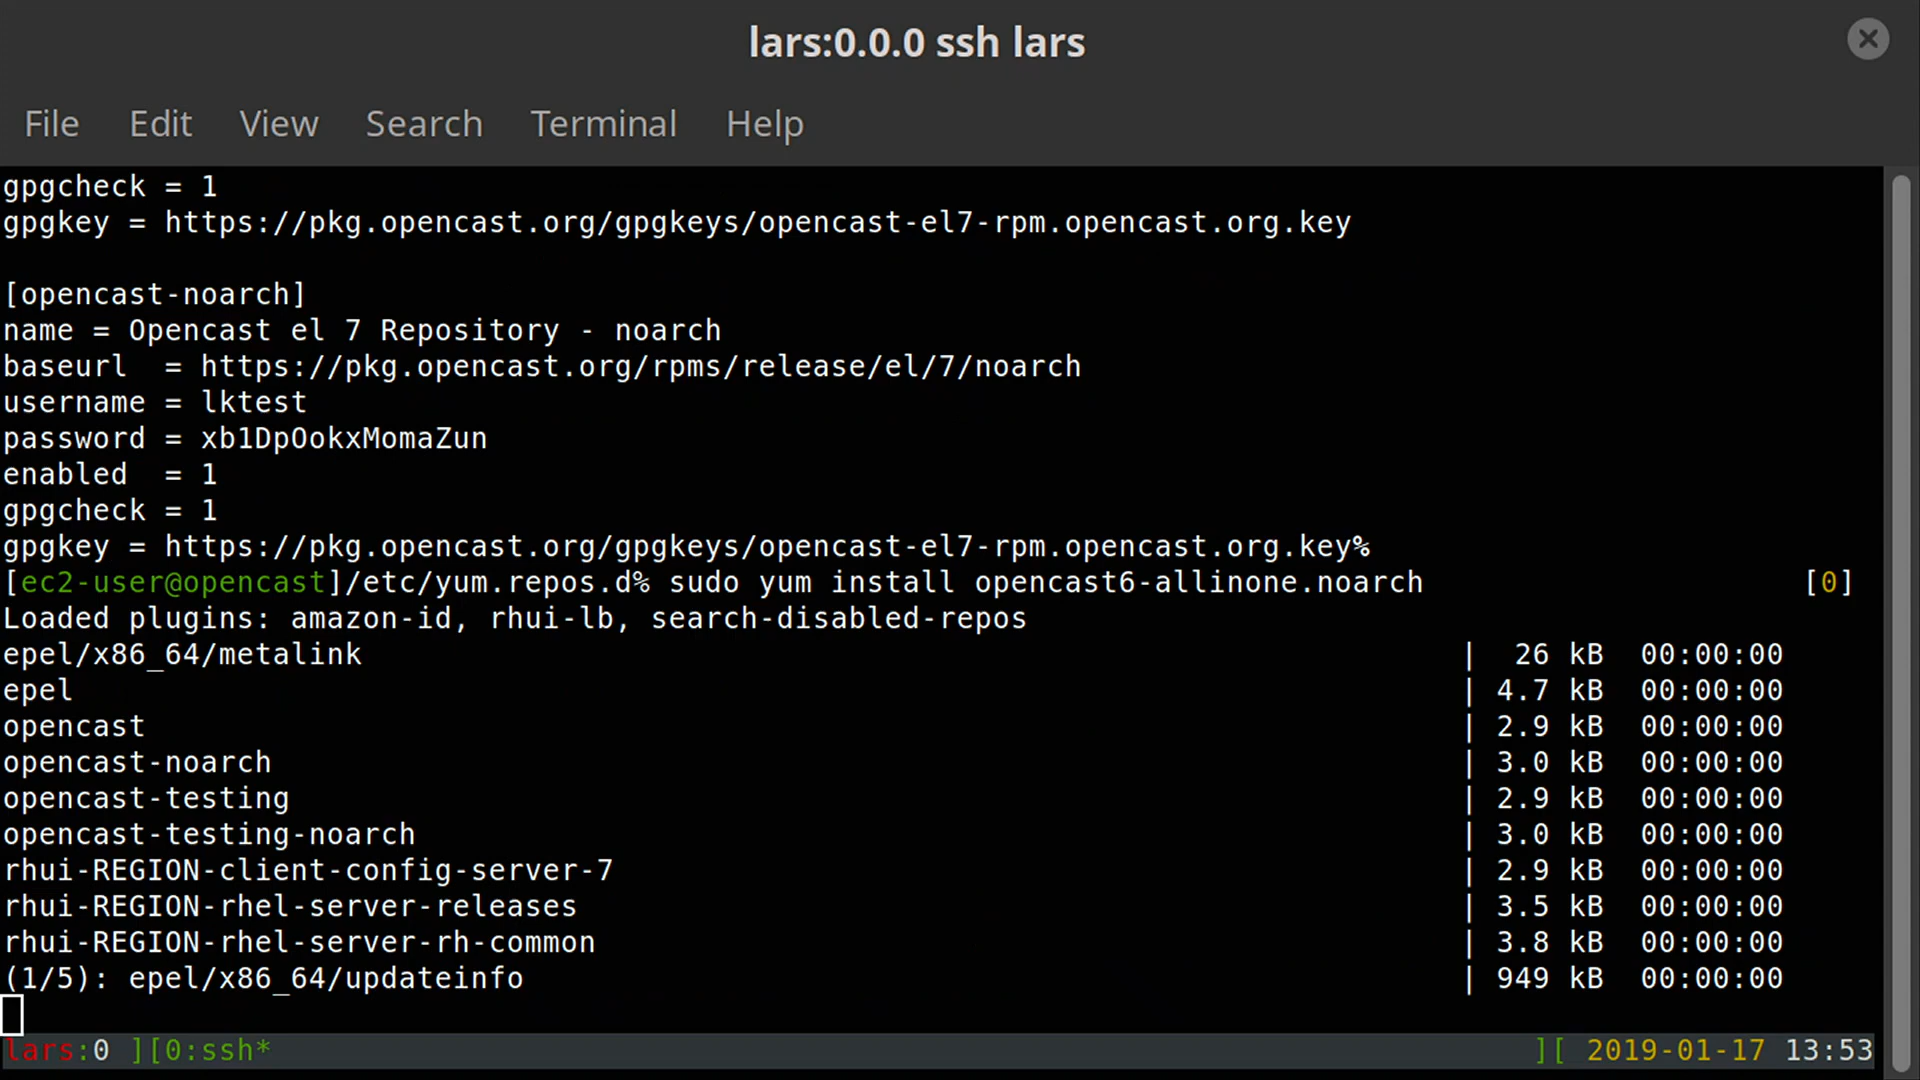 lars:0.0.0 ssh lars
File Edit View Search Terminal Help
gpgcheck = 1
gpgkey = https://pkg.opencast.org/gpgkeys/opencast-el7-rpm.opencast.org.key
[opencast-noarch]
name = Opencast el 7 Repository - noarch
baseurl  = https://pkg.opencast.org/rpms/release/el/7/noarch
username = lktest
password = xb1DpOokxMomaZun
enabled  = 1
gpgcheck = 1
gpgkey = https://pkg.opencast.org/gpgkeys/opencast-el7-rpm.opencast.org.key%
[ec2-user@opencast]/etc/yum.repos.d% sudo yum install opencast6-allinone.noarch [0]
Loaded plugins: amazon-id, rhui-lb, search-disabled-repos
epel/x86_64/metalink | 26 kB 00:00:00
epel | 4.7 kB 00:00:00
opencast | 2.9 kB 00:00:00
opencast-noarch | 3.0 kB 00:00:00
opencast-testing | 2.9 kB 00:00:00
opencast-testing-noarch | 3.0 kB 00:00:00
rhui-REGION-client-config-server-7 | 2.9 kB 00:00:00
rhui-REGION-rhel-server-releases | 3.5 kB 00:00:00
rhui-REGION-rhel-server-rh-common | 3.8 kB 00:00:00
(1/5): epel/x86_64/updateinfo | 949 kB 00:00:00
lars:0 ][0:ssh* ][ 2019-01-17 13:53